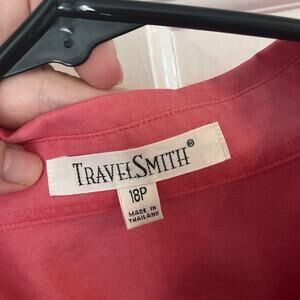 TRAVELSMITH®
18P
MADE IN
THAILAND